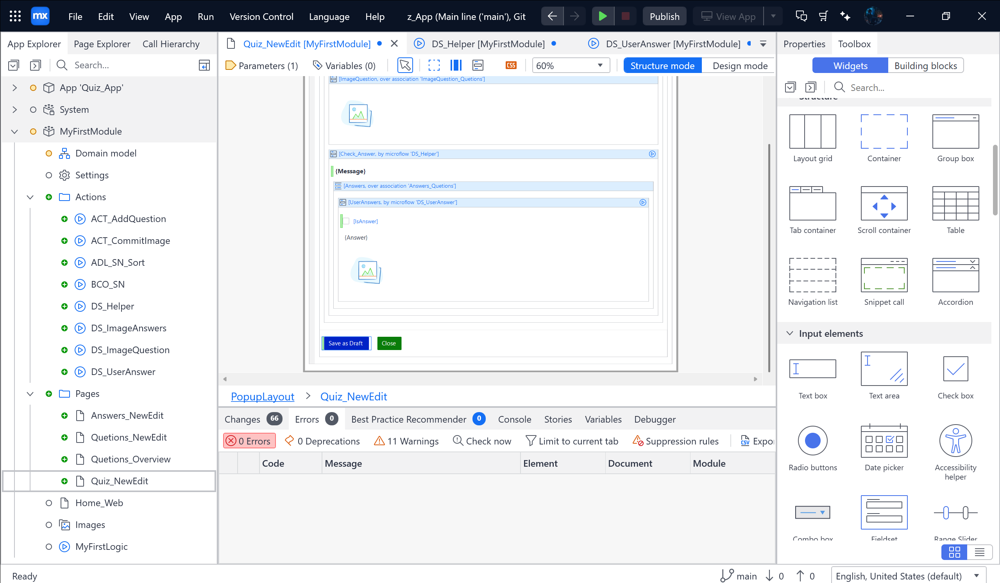 mx File Edit View App Run Version Control Language Help z_App (Main line ('main'), Git Publish View App
App Explorer Page Explorer Call Hierarchy
Search...
App 'Quiz_App'
System
MyFirstModule
Domain model
Settings
Actions
ACT_AddQuestion
ACT_CommitImage
ADL_SN_Sort
BCO_SN
DS_Helper
DS_ImageAnswers
DS_ImageQuestion
DS_UserAnswer
Pages
Answers_NewEdit
Quetions_NewEdit
Quetions_Overview
Quiz_NewEdit
Home_Web
Images
MyFirstLogic
Quiz_NewEdit [MyFirstModule] DS_Helper [MyFirstModule] DS_UserAnswer [MyFirstModule]
Parameters (1) Variables (0) CSS 60% Structure mode Design mode
[ImageQuestion, over association 'ImageQuestion_Quetions']
[Check_Answer, by microflow 'DS_Helper']
{Message}
[Answers, over association 'Answers_Quetions']
[UserAnswers, by microflow 'DS_UserAnswer']
[IsAnswer]
{Answer}
Save as Draft Close
PopupLayout > Quiz_NewEdit
Changes 66 Errors 0 Best Practice Recommender 0 Console Stories Variables Debugger
0 Errors 0 Deprecations 11 Warnings Check now Limit to current tab Suppression rules CSV Expor
Code Message Element Document Module
Properties Toolbox
Widgets Building blocks
Search...
Structure
Layout grid Container Group box
Tab container Scroll container Table
Navigation list Snippet call Accordion
Input elements
Text box Text area Check box
Radio buttons Date picker Accessibility helper
Combo box Fieldset Range Slider
Ready main 0 0 English, United States (default)